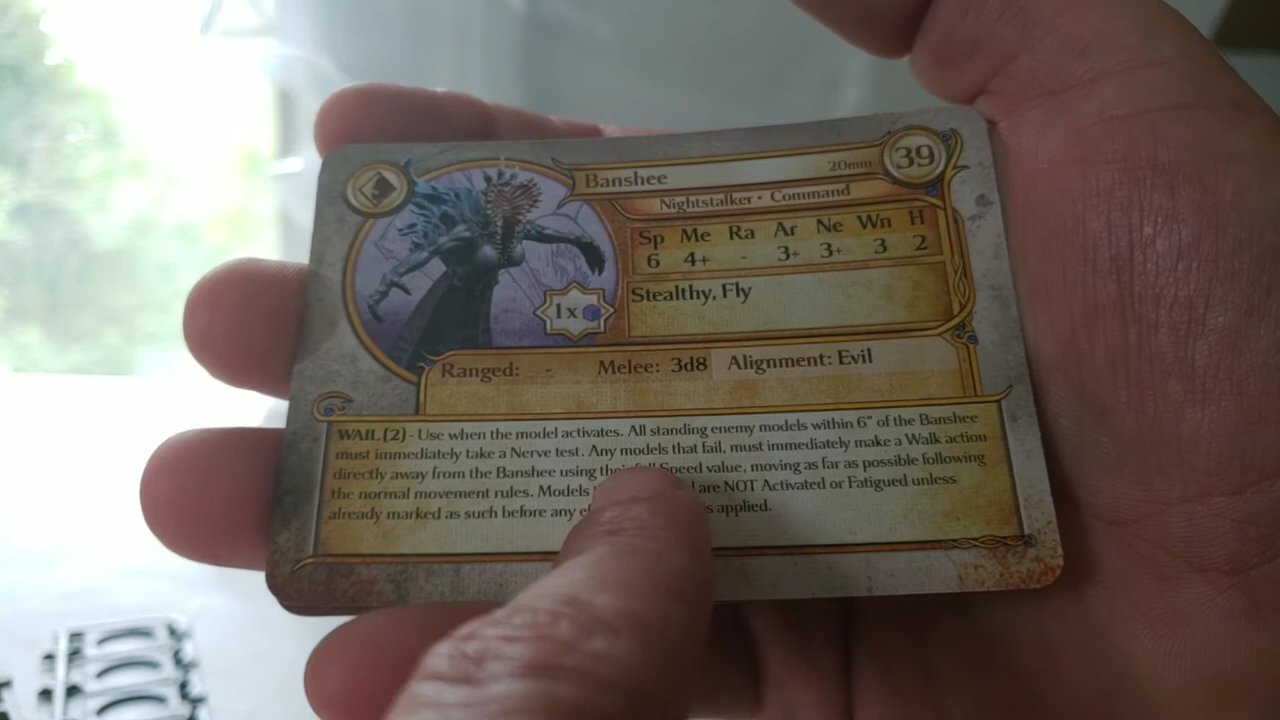 Banshee 20mm 39
Nightstalker • Command
Sp Me Ra Ar Ne Wn H
6 4+ - 3+ 3+ 3 2
Stealthy, Fly
1x
Ranged: - Melee: 3d8 Alignment: Evil
WAIL (2) - Use when the model activates. All standing enemy models within 6" of the Banshee
must immediately take a Nerve test. Any models that fail, must immediately make a Walk action
directly away from the Banshee using their full Speed value, moving as far as possible following
the normal movement rules. Models are NOT Activated or Fatigued unless
already marked as such before any is applied.